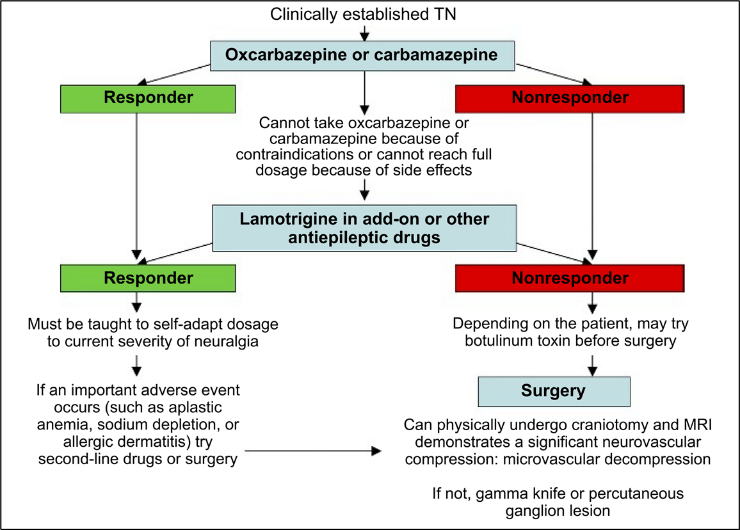 Clinically established TN
Oxcarbazepine or carbamazepine
Responder
Nonresponder
Cannot take oxcarbazepine or
carbamazepine because of
contraindications or cannot reach full
dosage because of side effects
Lamotrigine in add-on or other
antiepileptic drugs
Responder
Nonresponder
Must be taught to self-adapt dosage
to current severity of neuralgia
Depending on the patient, may try
botulinum toxin before surgery
If an important adverse event
occurs (such as aplastic
anemia, sodium depletion, or
allergic dermatitis) try
second-line drugs or surgery
Surgery
Can physically undergo craniotomy and MRI
demonstrates a significant neurovascular
compression: microvascular decompression
If not, gamma knife or percutaneous
ganglion lesion